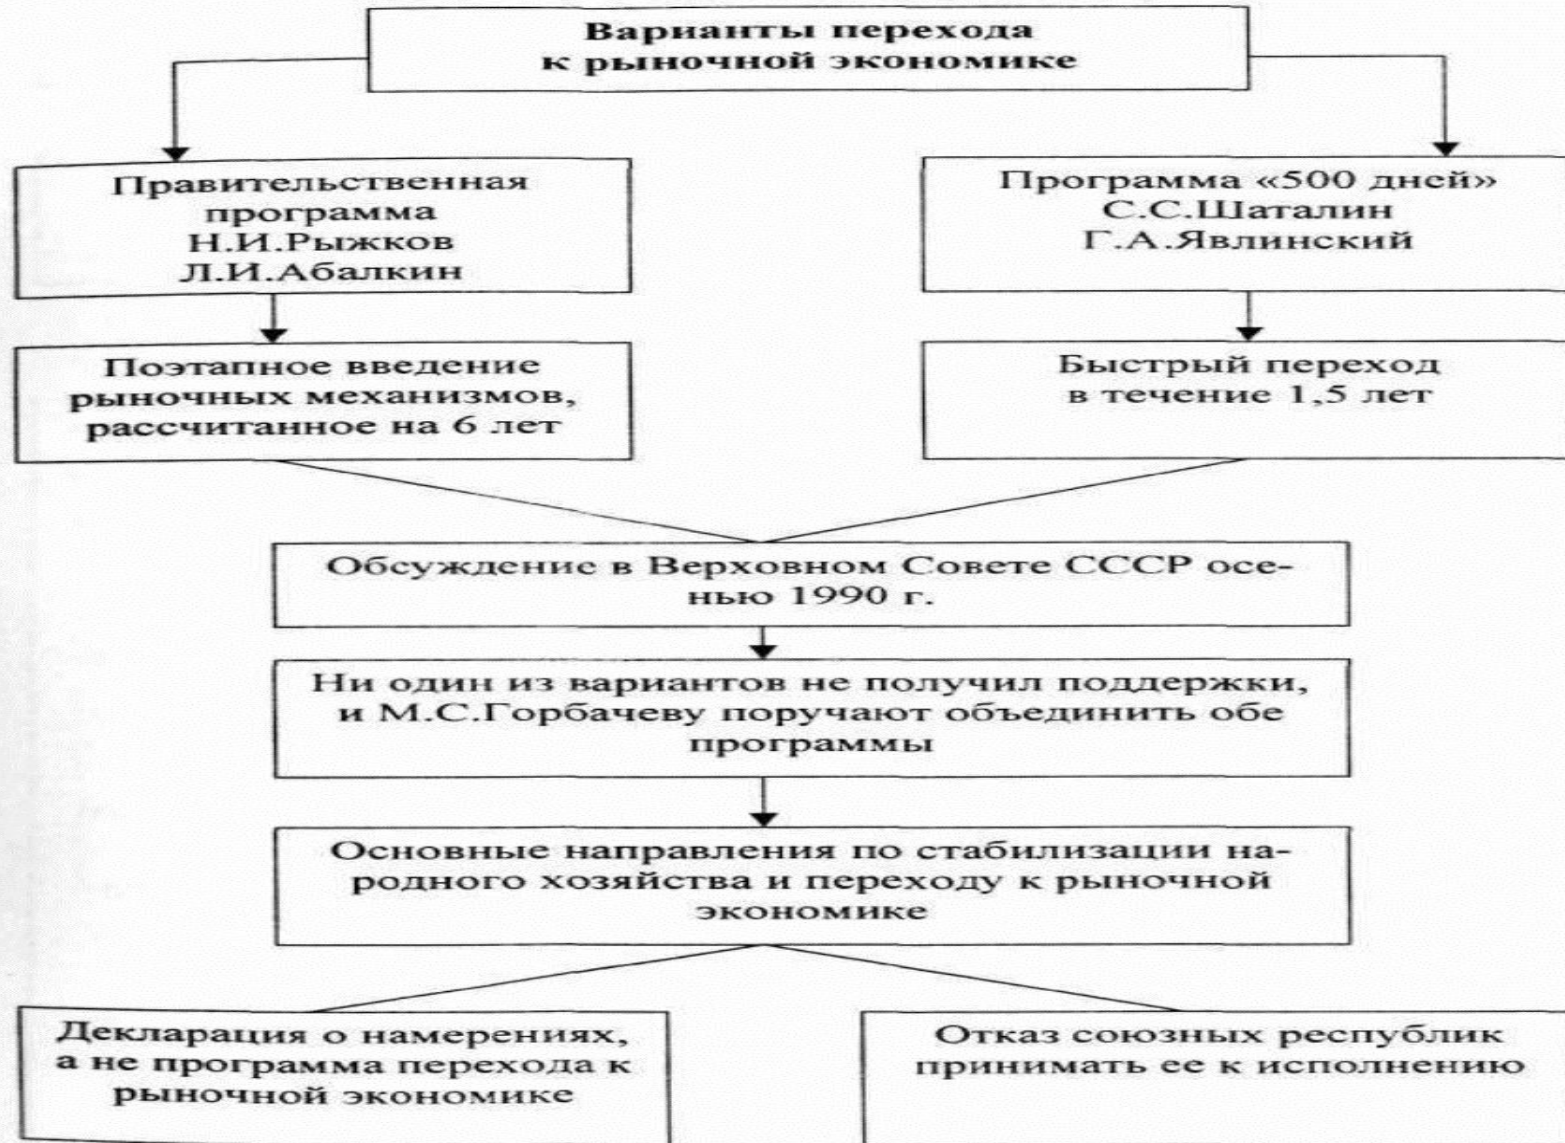 Варианты перехода
к рыночной экономике
Правительственная
программа
Н.И.Рыжков
Л.И.Абалкин
Программа «500 дней»
С.С.Шаталин
Г.А.Явлинский
Поэтапное введение
рыночных механизмов,
рассчитанное на 6 лет
Быстрый переход
в течение 1,5 лет
Обсуждение в Верховном Совете СССР осе-
нью 1990 г.
Ни один из вариантов не получил поддержки,
и М.С.Горбачеву поручают объединить обе
программы
Основные направления по стабилизации на-
родного хозяйства и переходу к рыночной
экономике
Декларация о намерениях,
а не программа перехода к
рыночной экономике
Отказ союзных республик
принимать ее к исполнению